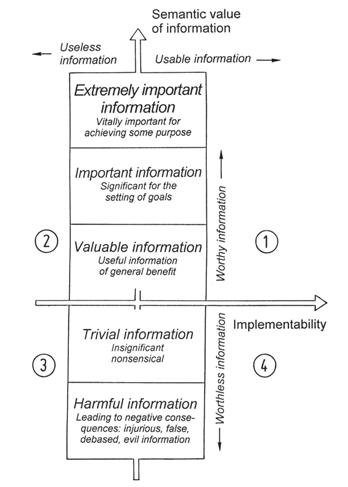 Semantic value
of information
Useless
information
Usable information
Extremely important
information
Vitally important for
achieving some purpose
Important information
Significant for the
setting of goals
Worthy information
2
Valuable information
Useful information
of general benefit
1
Implementability
Trivial information
Insignificant
nonsensical
Worthless information
3
4
Harmful information
Leading to negative conse-
quences: injurious, false,
debased, evil information